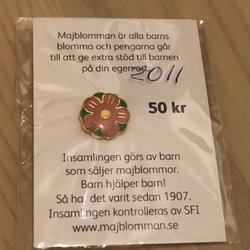 Majblomman är alla barns
blomma och pengarna går
till att ge extra stöd till barnen
på din egen ort.
2011
50 kr
Insamlingen görs av barn
som säljer majblommor.
Barn hjälper barn!
Så har det varit sedan 1907.
Insamlingen kontrolleras av SFI
www.majblomman.se